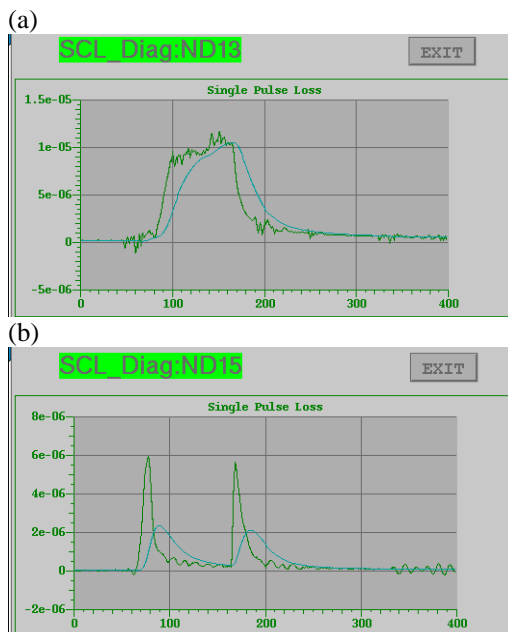 (a)
SCL_Diag:ND13
EXIT
Single Pulse Loss
1.5e-05
1e-05
5e-06
0
-5e-06
0 100 200 300 400
(b)
SCL_Diag:ND15
EXIT
Single Pulse Loss
8e-06
6e-06
4e-06
2e-06
0
-2e-06
0 100 200 300 400